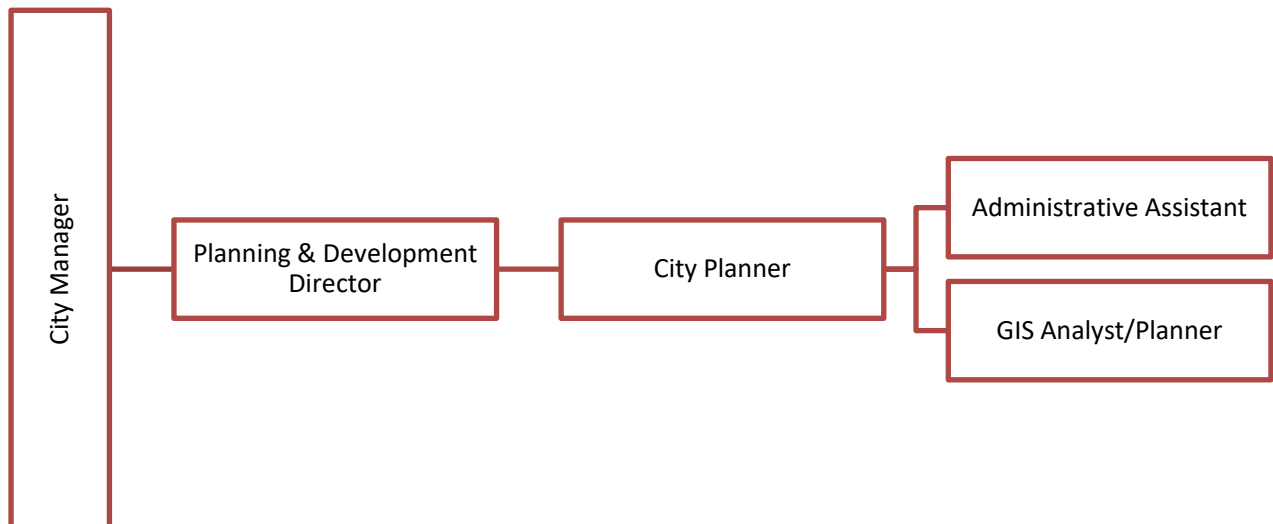 City Manager
Planning & Development
Director
City Planner
Administrative Assistant
GIS Analyst/Planner